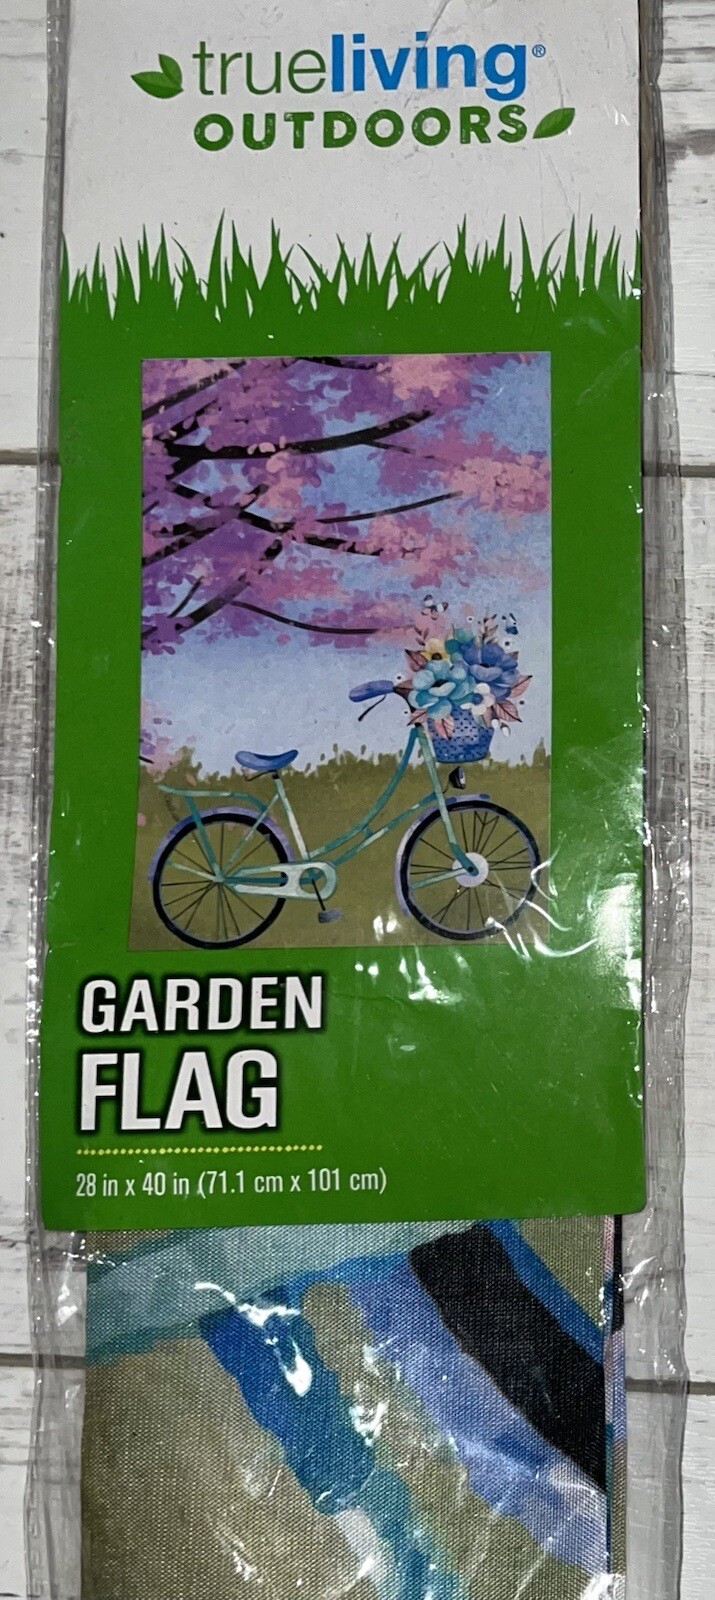 trueliving®
OUTDOORS
GARDEN
FLAG
28 in x 40 in (71.1 cm x 101 cm)